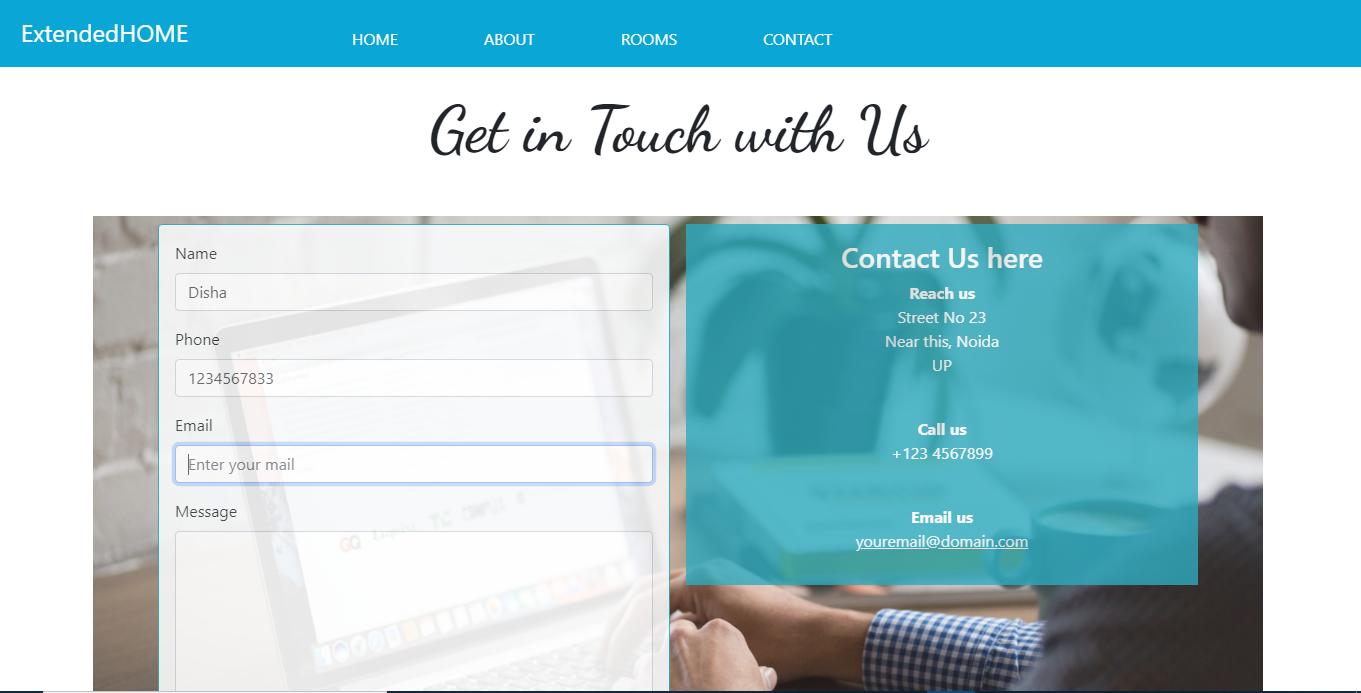 ExtendedHOME
HOME ABOUT ROOMS CONTACT
Get in Touch with Us
Name
Disha
Phone
1234567833
Email
Enter your mail
Message
Contact Us here
Reach us
Street No 23
Near this, Noida
UP
Call us
+123 4567899
Email us
youremail@domain.com